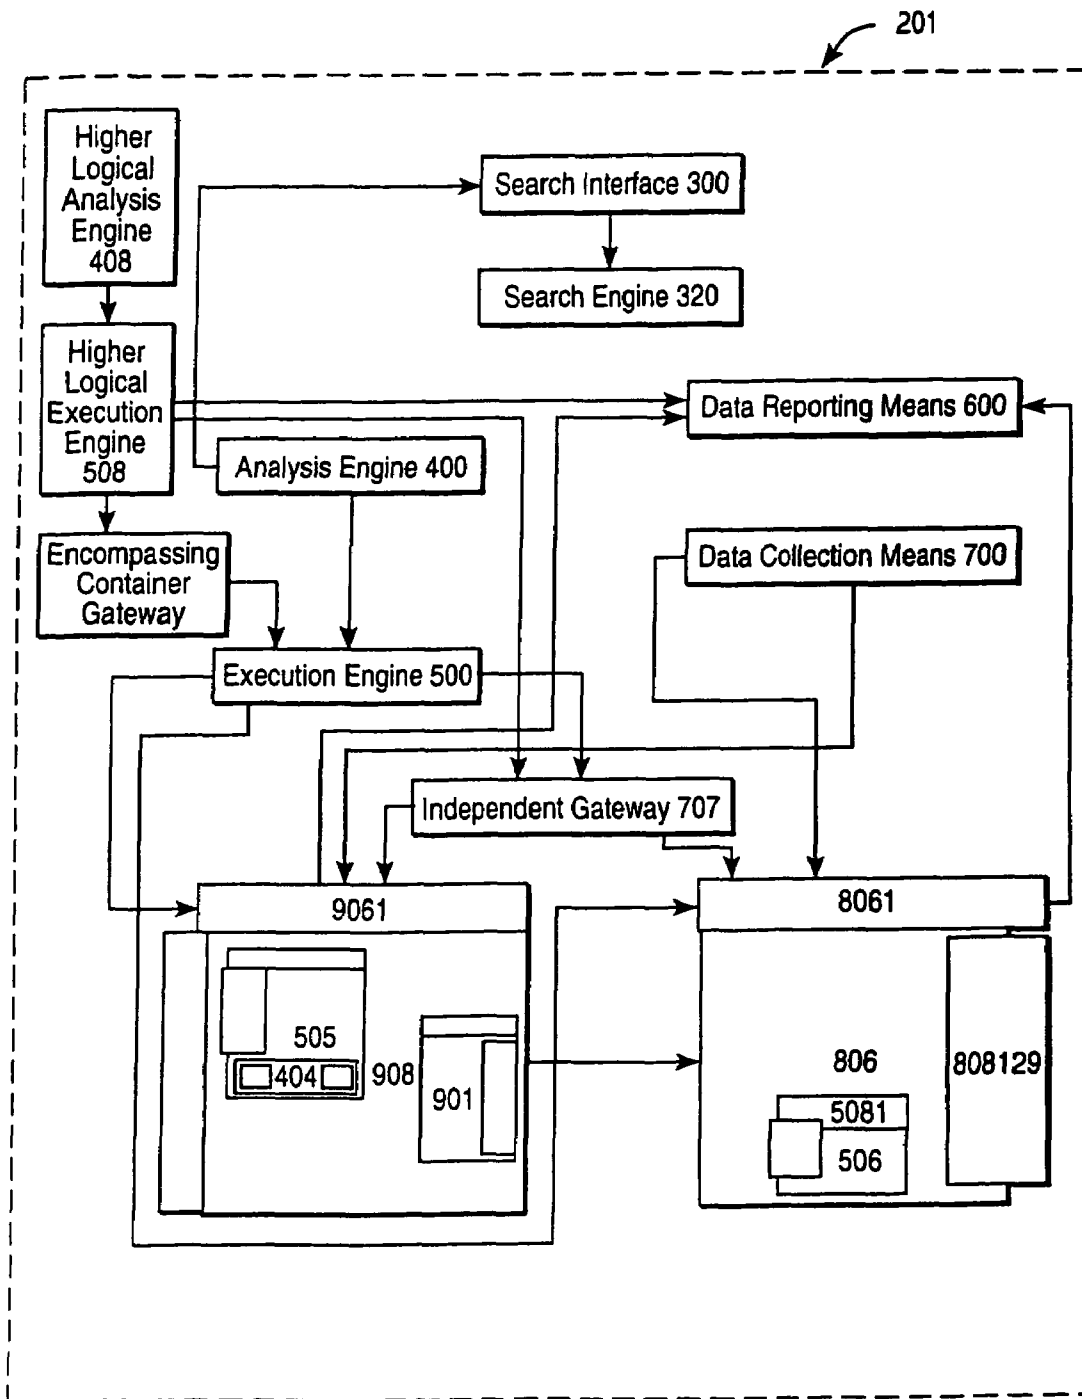 201
Higher
Logical
Analysis
Engine
408
Search Interface 300
Search Engine 320
Higher
Logical
Execution
Engine
508
Data Reporting Means 600
Analysis Engine 400
Encompassing
Container
Gateway
Data Collection Means 700
Execution Engine 500
Independent Gateway 707
9061
8061
505
404
908
901
806
808129
5081
506